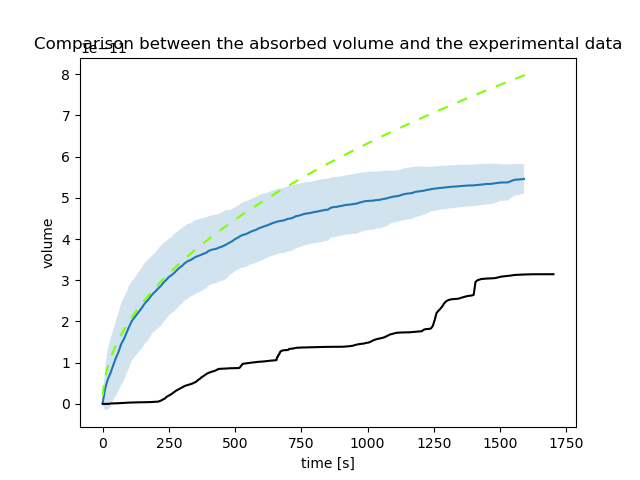 Comparison between the absorbed volume and the experimental data
1e−11
8
7
6
5
4
3
2
1
0
volume
0 250 500 750 1000 1250 1500 1750
time [s]